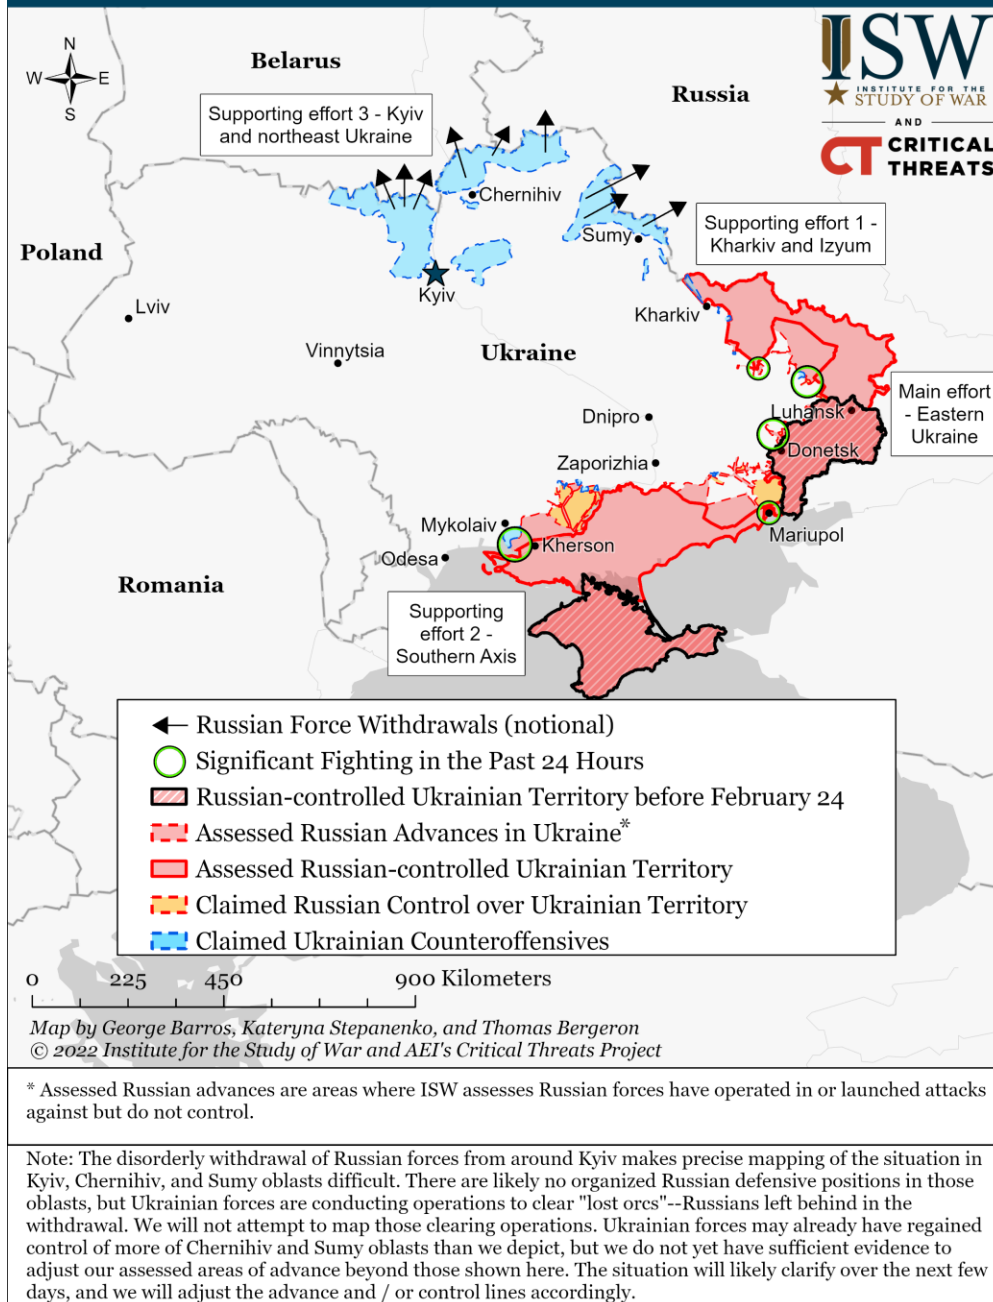 N
W E
S
Belarus
Russia
ISW
INSTITUTE FOR THE
STUDY OF WAR
AND
CT CRITICAL
THREATS
Supporting effort 3 - Kyiv
and northeast Ukraine
Chernihiv
Sumy
Supporting effort 1 -
Kharkiv and Izyum
Poland
Kyiv
Lviv
Kharkiv
Vinnytsia
Ukraine
Main effort
- Eastern
Ukraine
Luhansk
Dnipro
Donetsk
Zaporizhia
Mykolaiv
Kherson
Mariupol
Odesa
Romania
Supporting
effort 2 -
Southern Axis
Russian Force Withdrawals (notional)
Significant Fighting in the Past 24 Hours
Russian-controlled Ukrainian Territory before February 24
Assessed Russian Advances in Ukraine*
Assessed Russian-controlled Ukrainian Territory
Claimed Russian Control over Ukrainian Territory
Claimed Ukrainian Counteroffensives
0 225 450 900 Kilometers
Map by George Barros, Kateryna Stepanenko, and Thomas Bergeron
© 2022 Institute for the Study of War and AEI's Critical Threats Project
* Assessed Russian advances are areas where ISW assesses Russian forces have operated in or launched attacks
against but do not control.
Note: The disorderly withdrawal of Russian forces from around Kyiv makes precise mapping of the situation in
Kyiv, Chernihiv, and Sumy oblasts difficult. There are likely no organized Russian defensive positions in those
oblasts, but Ukrainian forces are conducting operations to clear "lost orcs"--Russians left behind in the
withdrawal. We will not attempt to map those clearing operations. Ukrainian forces may already have regained
control of more of Chernihiv and Sumy oblasts than we depict, but we do not yet have sufficient evidence to
adjust our assessed areas of advance beyond those shown here. The situation will likely clarify over the next few
days, and we will adjust the advance and / or control lines accordingly.